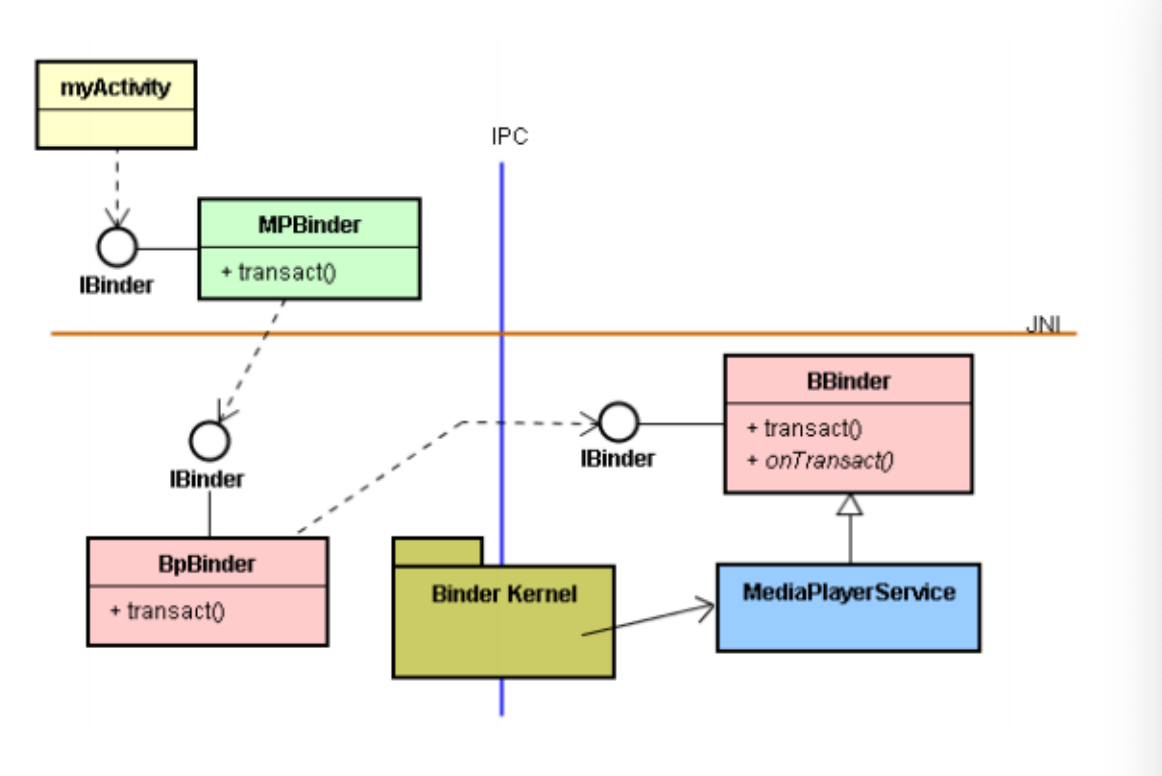 myActivity
IPC
MPBinder
+ transact()
IBinder
JNI
BBinder
+ transact()
+ onTransact()
IBinder
IBinder
BpBinder
+ transact()
Binder Kernel
MediaPlayerService